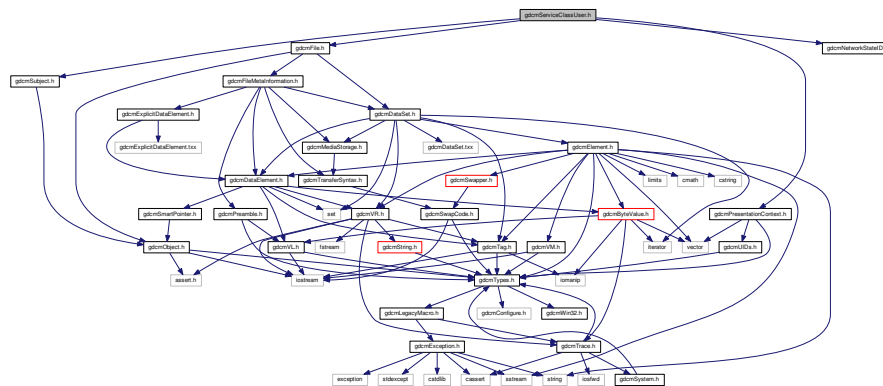 gdcmServiceClassUser.h
gdcmFile.h
gdcmNetworkStateID
gdcmSubject.h
gdcmFileMetaInformation.h
gdcmExplicitDataElement.h
gdcmDataSet.h
gdcmExplicitDataElement.txx
gdcmMediaStorage.h
gdcmDataSet.txx
gdcmElement.h
gdcmDataElement.h
gdcmTransferSyntax.h
gdcmSwapper.h
limits
cmath
cstring
gdcmSmartPointer.h
gdcmPreamble.h
set
gdcmVR.h
gdcmSwapCode.h
gdcmByteValue.h
gdcmPresentationContext.h
gdcmObject.h
gdcmVL.h
fstream
gdcmString.h
gdcmTag.h
gdcmVM.h
iterator
vector
gdcmUIDs.h
assert.h
iostream
gdcmTypes.h
iomanip
gdcmLegacyMacro.h
gdcmConfigure.h
gdcmWin32.h
gdcmException.h
gdcmTrace.h
exception
stdexcept
cstdlib
cassert
sstream
string
iosfwd
gdcmSystem.h